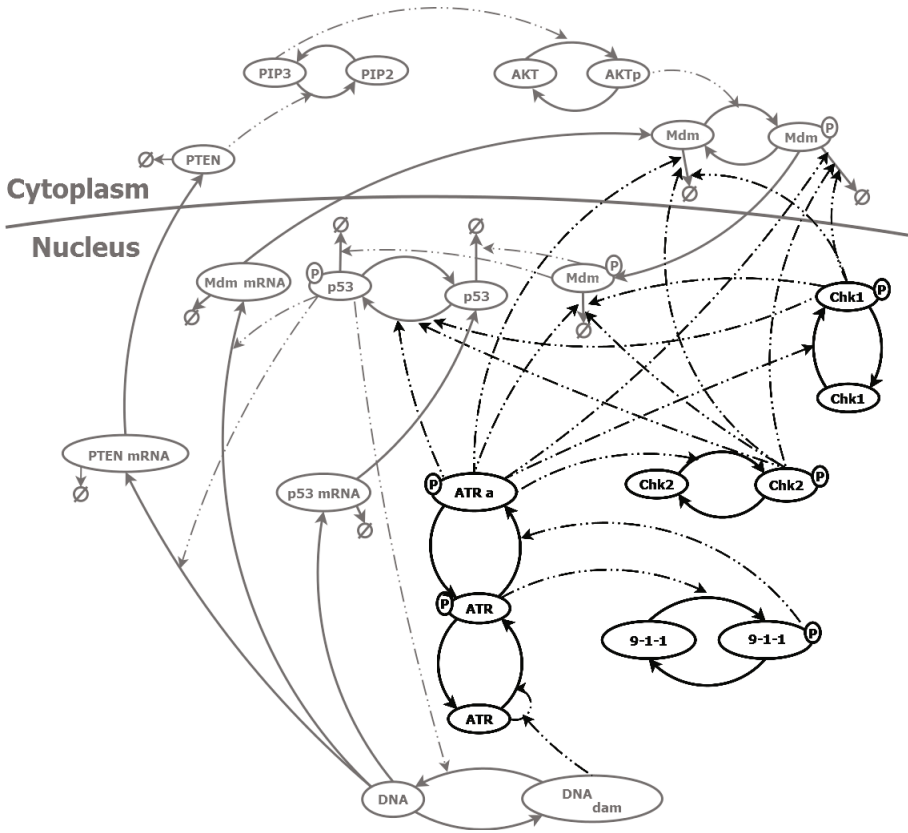 PIP3
PIP2
AKT
AKTp
Mdm
Mdm
P
PTEN
Ø
Ø
Ø
Cytoplasm
Nucleus
Ø
Ø
P
p53
p53
Mdm
P
Mdm mRNA
Ø
Ø
Chk1
P
Chk1
PTEN mRNA
Ø
p53 mRNA
Ø
P
ATR a
Chk2
Chk2
P
P
ATR
9-1-1
9-1-1
P
ATR
DNA
DNA
dam